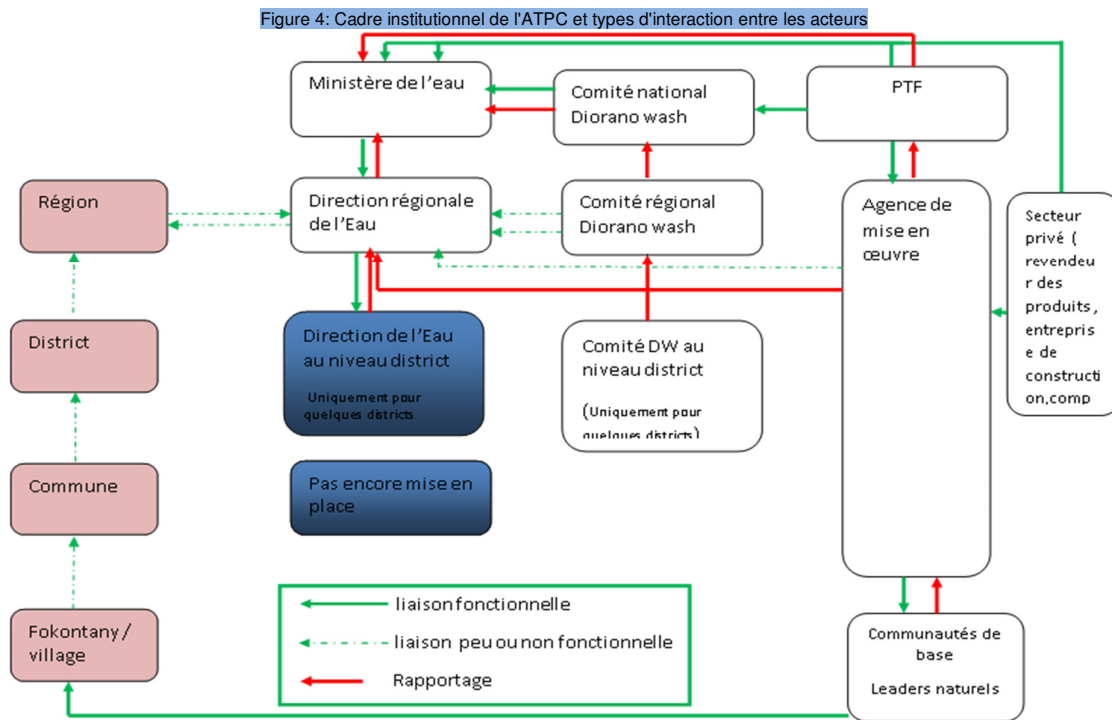 Figure 4: Cadre institutionnel de l'ATPC et types d'interaction entre les acteurs
Ministère de l'eau
Comité national
Diorano wash
PTF
Région
Direction régionale
de l'Eau
Comité régional
Diorano wash
Agence de
mise en
œuvre
Secteur
privé (
revendeu
r des
produits,
entrepris
e de
constructi
on,comp
District
Direction de l'Eau
au niveau district
Uniquement pour
quelques districts
Comité DW au
niveau district
(Uniquement pour
quelques districts)
Commune
Pas encore mise en
place
Fokontany /
village
liaison fonctionnelle
liaison peu ou non fonctionnelle
Rapportage
Communautés de
base
Leaders naturels